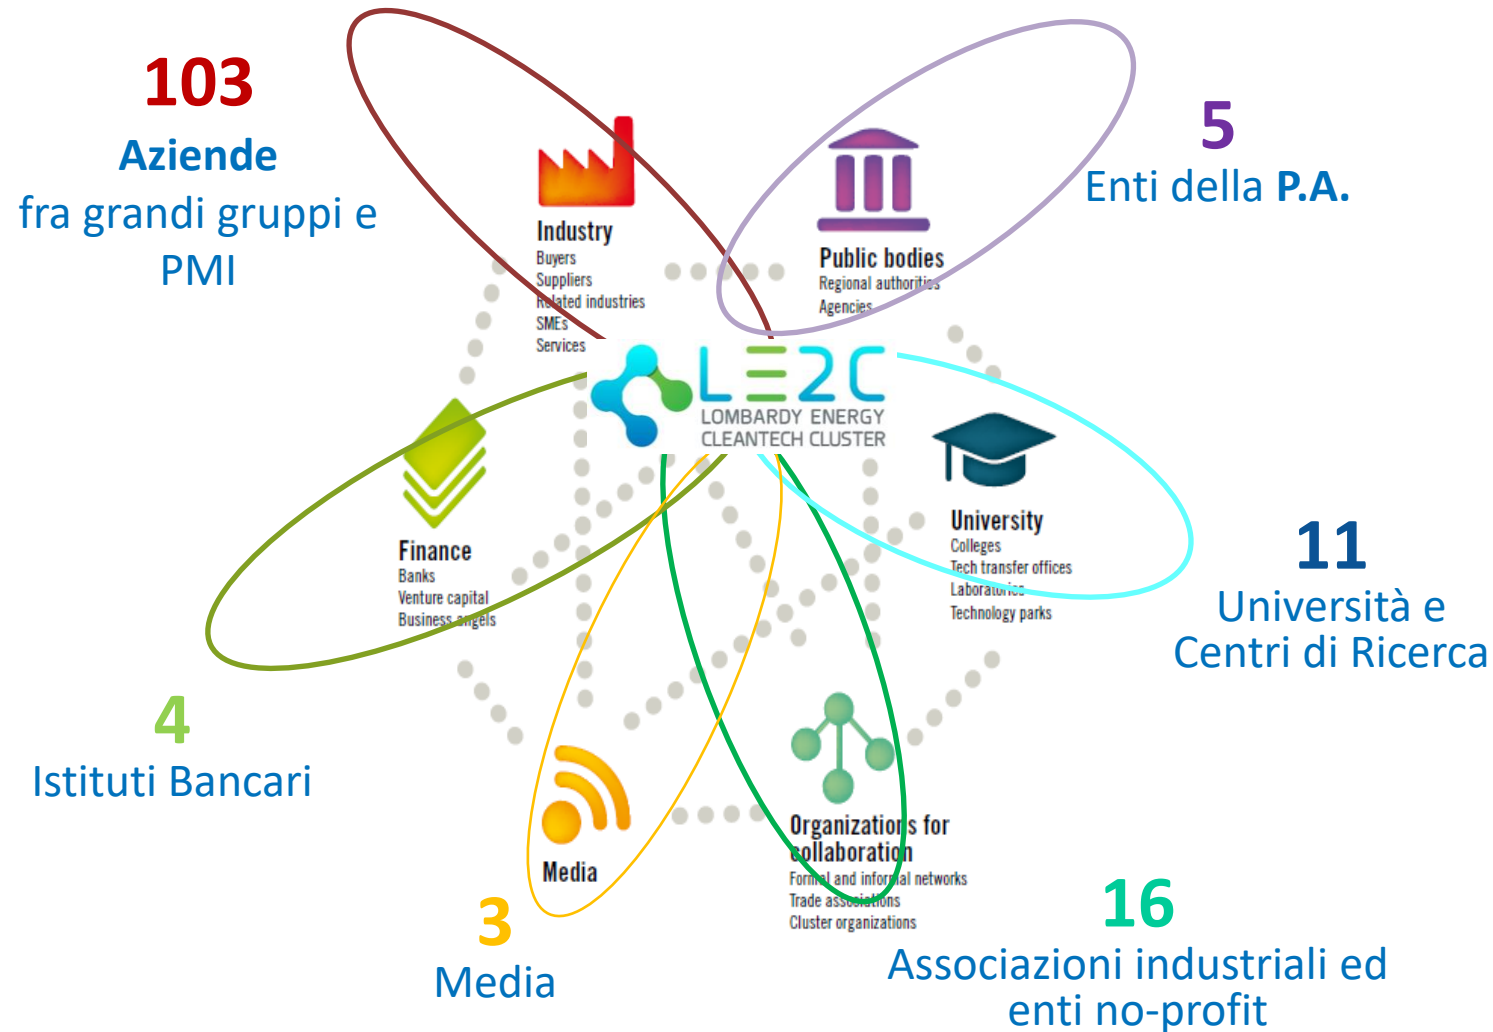 103
Aziende
fra grandi gruppi e
PMI
5
Enti della P.A.
Industry
Buyers
Suppliers
Related industries
SMEs
Services
Public bodies
Regional authorities
Agencies
LE2C
LOMBARDY ENERGY
CLEANTECH CLUSTER
Finance
Banks
Venture capital
Business angels
University
Colleges
Tech transfer offices
Laboratories
Technology parks
11
Università e
Centri di Ricerca
4
Istituti Bancari
Media
3
Media
Organizations for
collaboration
Formal and informal networks
Trade associations
Cluster organizations
16
Associazioni industriali ed
enti no-profit